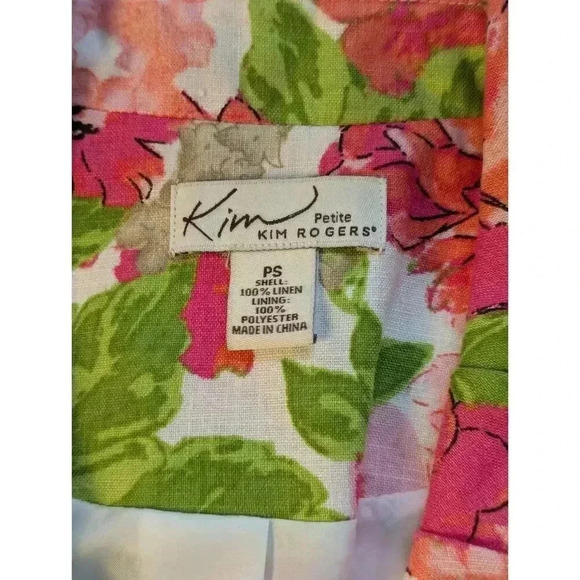 Kim Petite
KIM ROGERS®
PS
SHELL:
100% LINEN
LINING:
100%
POLYESTER
MADE IN CHINA